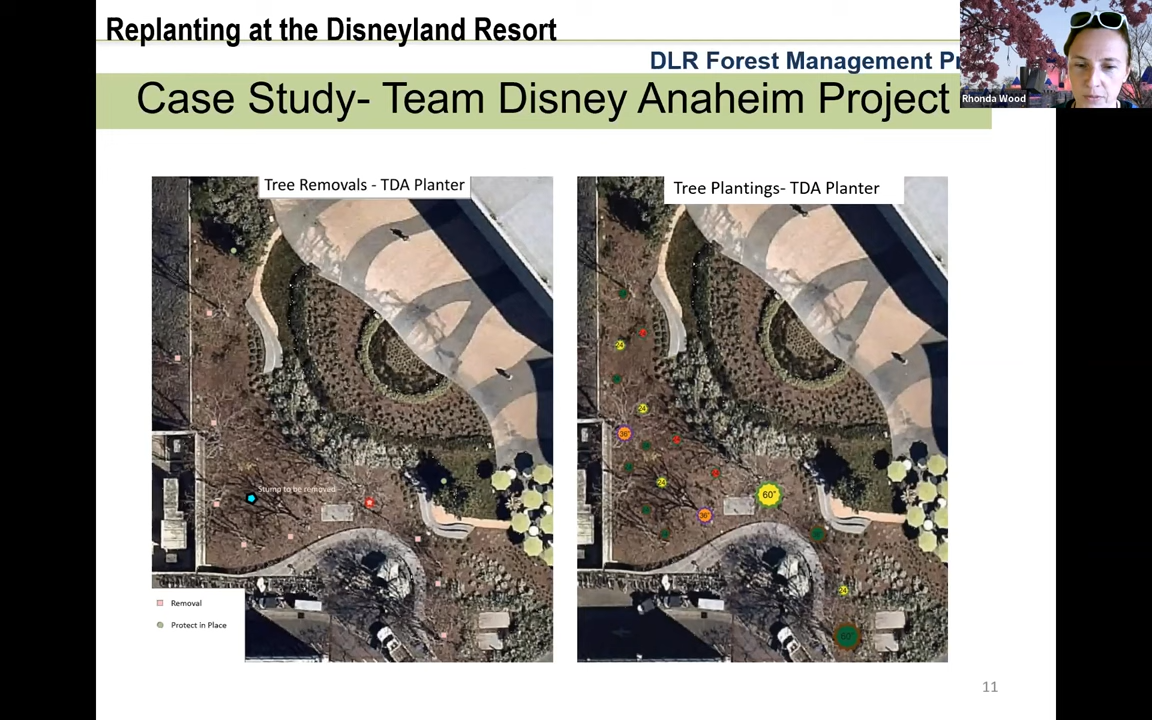 Replanting at the Disneyland Resort
DLR Forest Management Pr
Rhonda Wood
Case Study- Team Disney Anaheim Project
Tree Removals - TDA Planter
Stump to be removed
Removal
Protect in Place
Tree Plantings- TDA Planter
24
24
36"
24
60"
36"
24
60"
11